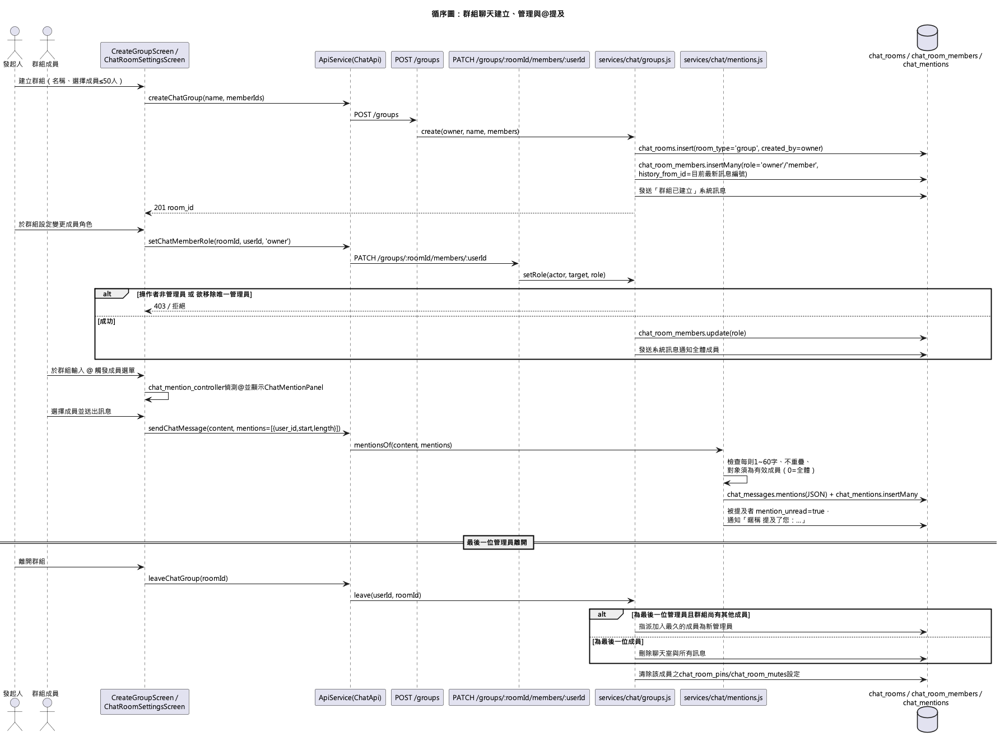 循序圖：群組聊天建立、管理與@提及
發起人
群組成員
CreateGroupScreen /
ChatRoomSettingsScreen
ApiService(ChatApi)
POST /groups
PATCH /groups/:roomId/members/:userId
services/chat/groups.js
services/chat/mentions.js
chat_rooms / chat_room_members /
chat_mentions
建立群組（名稱、選擇成員≤50人）
createChatGroup(name, memberIds)
POST /groups
create(owner, name, members)
chat_rooms.insert(room_type='group', created_by=owner)
chat_room_members.insertMany(role='owner'/'member',
history_from_id=目前最新訊息編號)
發送「群組已建立」系統訊息
201 room_id
於群組設定變更成員角色
setChatMemberRole(roomId, userId, 'owner')
PATCH /groups/:roomId/members/:userId
setRole(actor, target, role)
alt [操作者非管理員 或 欲移除唯一管理員]
403 / 拒絕
[成功]
chat_room_members.update(role)
發送系統訊息通知全體成員
於群組輸入 @ 觸發成員選單
chat_mention_controller偵測@並顯示ChatMentionPanel
選擇成員並送出訊息
sendChatMessage(content, mentions=[{user_id,start,length}])
mentionsOf(content, mentions)
檢查每則1~60字、不重疊、
對象須為有效成員（0=全體）
chat_messages.mentions(JSON) + chat_mentions.insertMany
被提及者 mention_unread=true，
通知「暱稱 提及了您：...」
最後一位管理員離開
離開群組
leaveChatGroup(roomId)
leave(userId, roomId)
alt [為最後一位管理員且群組尚有其他成員]
指派加入最久的成員為新管理員
[為最後一位成員]
刪除聊天室與所有訊息
清除該成員之chat_room_pins/chat_room_mutes設定
發起人
群組成員
CreateGroupScreen /
ChatRoomSettingsScreen
ApiService(ChatApi)
POST /groups
PATCH /groups/:roomId/members/:userId
services/chat/groups.js
services/chat/mentions.js
chat_rooms / chat_room_members /
chat_mentions